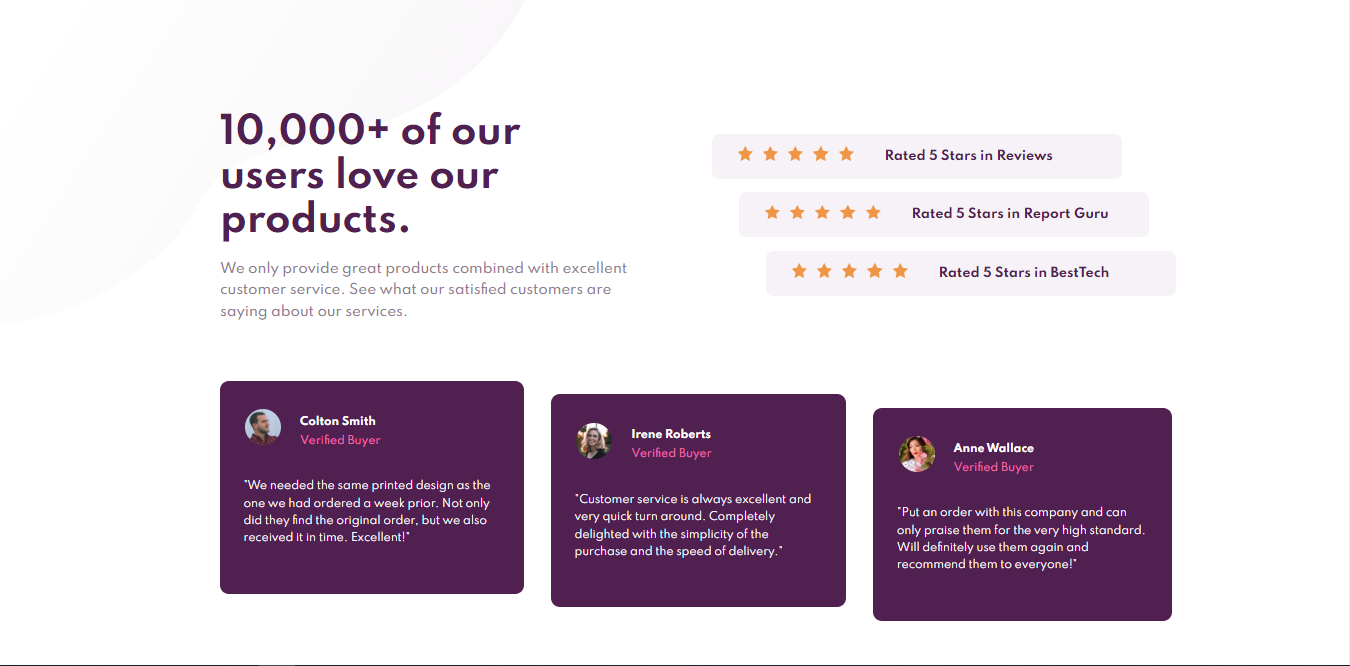 10,000+ of our
users love our
products.
We only provide great products combined with excellent
customer service. See what our satisfied customers are
saying about our services.
Rated 5 Stars in Reviews
Rated 5 Stars in Report Guru
Rated 5 Stars in BestTech
Colton Smith
Verified Buyer
"We needed the same printed design as the
one we had ordered a week prior. Not only
did they find the original order, but we also
received it in time. Excellent!"
Irene Roberts
Verified Buyer
"Customer service is always excellent and
very quick turn around. Completely
delighted with the simplicity of the
purchase and the speed of delivery."
Anne Wallace
Verified Buyer
"Put an order with this company and can
only praise them for the very high standard.
Will definitely use them again and
recommend them to everyone!"